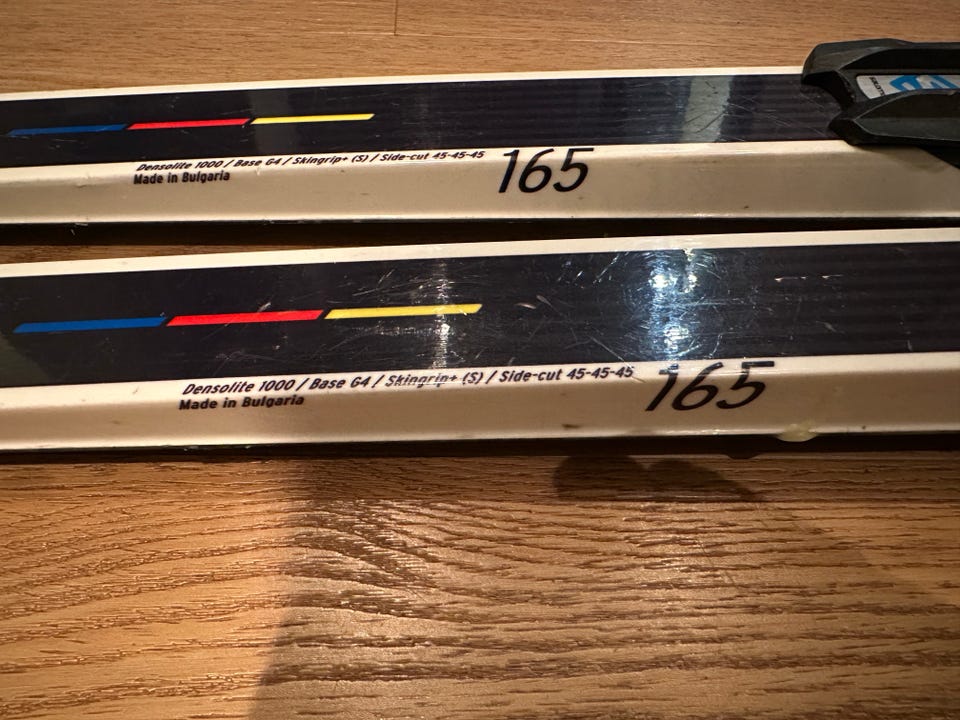 Densolite 1000 / Base G4 / Skingrip+ (S) / Side-cut 45-45-45
Made in Bulgaria
165
Densolite 1000 / Base G4 / Skingrip+ (S) / Side-cut 45-45-45
Made in Bulgaria
165